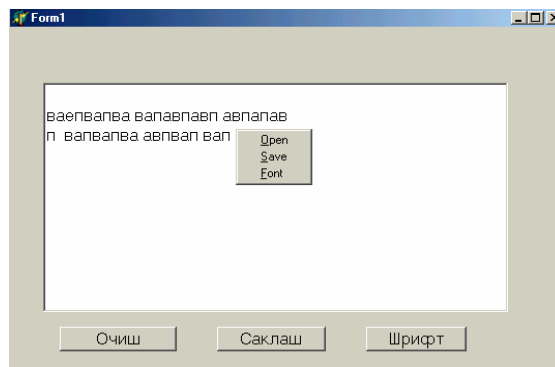 Form1
ваепвапва вапавпавп авпапав
п вапвапва авпвап вап
Open
Save
Font
Очиш
Саклаш
Шрифт